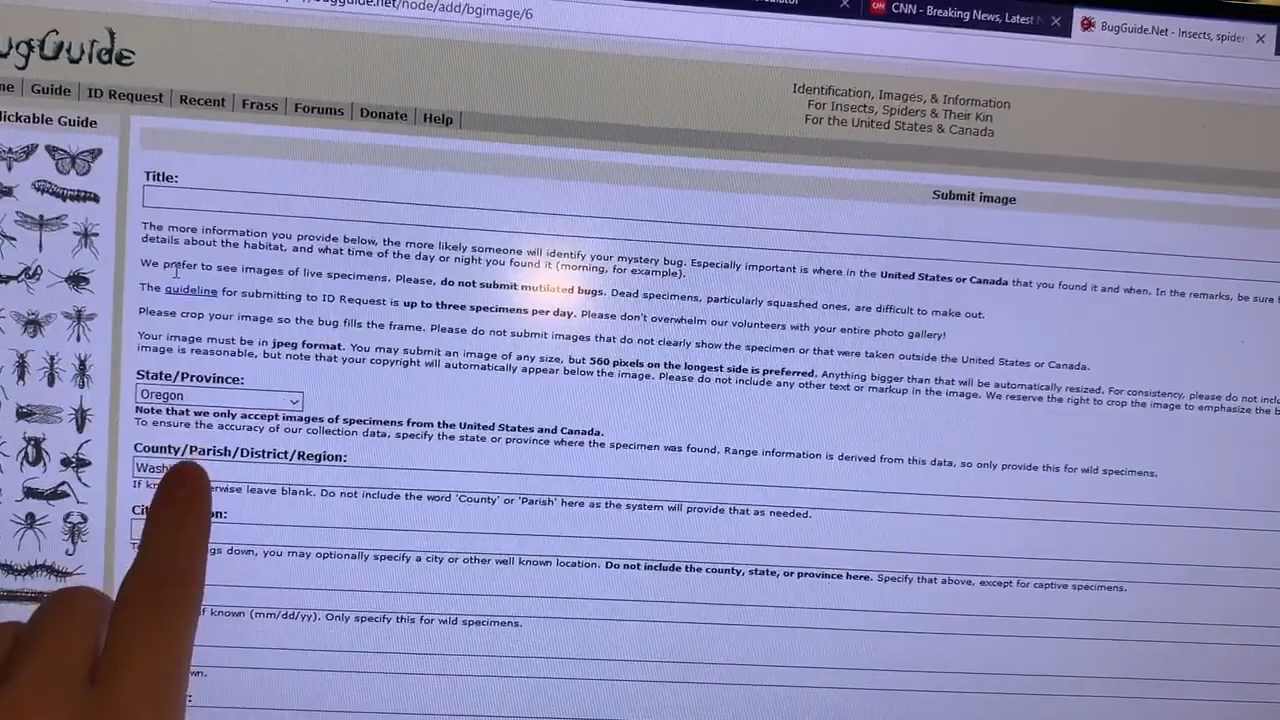 bugguide.net/node/add/bgimage/6
CNN - Breaking News, Latest
BugGuide.Net - Insects, spider
BugGuide
Guide ID Request Recent Frass Forums Donate Help
Identification, Images, & Information
For Insects, Spiders & Their Kin
For the United States & Canada
lickable Guide
Submit image
Title:
The more information you provide below, the more likely someone will identify your mystery bug. Especially important is where in the United States or Canada that you found it and when. In the remarks, be sure
details about the habitat, and what time of the day or night you found it (morning, for example).
We prefer to see images of live specimens. Please, do not submit mutilated bugs. Dead specimens, particularly squashed ones, are difficult to make out.
The guideline for submitting to ID Request is up to three specimens per day. Please don't overwhelm our volunteers with your entire photo gallery!
Please crop your image so the bug fills the frame. Please do not submit images that do not clearly show the specimen or that were taken outside the United States or Canada.
Your image must be in jpeg format. You may submit an image of any size, but 560 pixels on the longest side is preferred. Anything bigger than that will be automatically resized. For consistency, please do not inclu
image is reasonable, but note that your copyright will automatically appear below the image. Please do not include any other text or markup in the image. We reserve the right to crop the image to emphasize the b
State/Province:
Oregon
Note that we only accept images of specimens from the United States and Canada.
To ensure the accuracy of our collection data, specify the state or province where the specimen was found. Range information is derived from this data, so only provide this for wild specimens.
County/Parish/District/Region:
Wash
If kn erwise leave blank. Do not include the word 'County' or 'Parish' here as the system will provide that as needed.
Ci on:
gs down, you may optionally specify a city or other well known location. Do not include the county, state, or province here. Specify that above, except for captive specimens.
f known (mm/dd/yy). Only specify this for wild specimens.
wn.